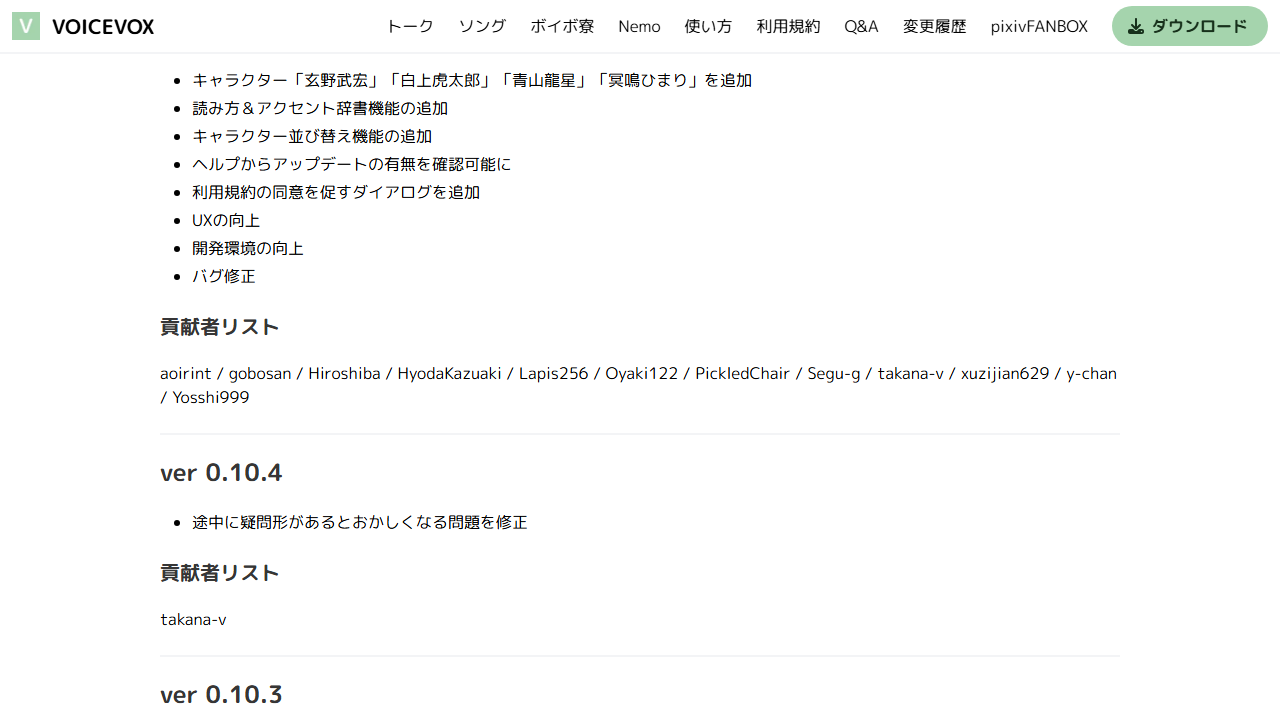 V VOICEVOX トーク ソング ボイボ寮 Nemo 使い方 利用規約 Q&A 変更履歴 pixivFANBOX ダウンロード
キャラクター「玄野武宏」「白上虎太郎」「青山龍星」「冥鳴ひまり」を追加
読み方＆アクセント辞書機能の追加
キャラクター並び替え機能の追加
ヘルプからアップデートの有無を確認可能に
利用規約の同意を促すダイアログを追加
UXの向上
開発環境の向上
バグ修正
貢献者リスト
aoirint / gobosan / Hiroshiba / HyodaKazuaki / Lapis256 / Oyaki122 / PickledChair / Segu-g / takana-v / xuzijian629 / y-chan
/ Yosshi999
ver 0.10.4
途中に疑問形があるとおかしくなる問題を修正
貢献者リスト
takana-v
ver 0.10.3